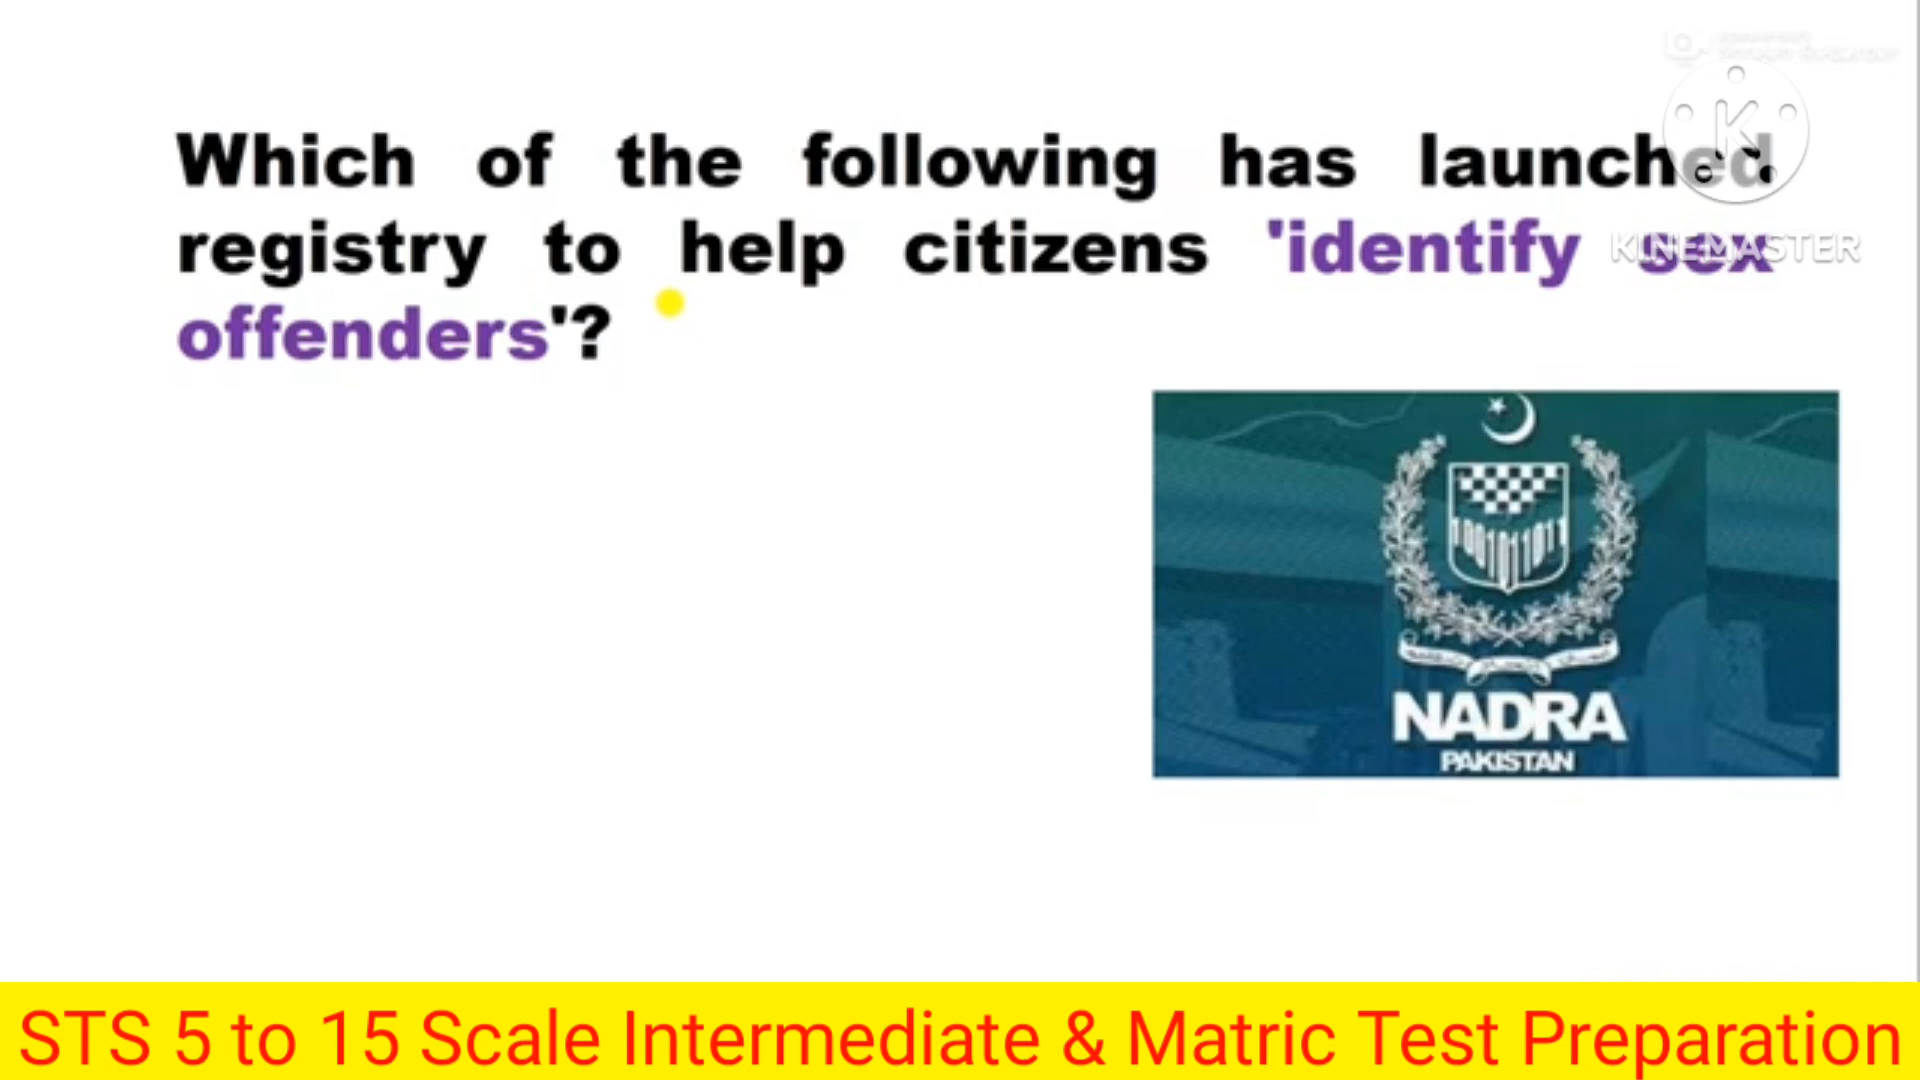 Which of the following has launched
registry to help citizens 'identify sex
offenders'?
KINEMASTER
NADRA
PAKISTAN
STS 5 to 15 Scale Intermediate & Matric Test Preparation